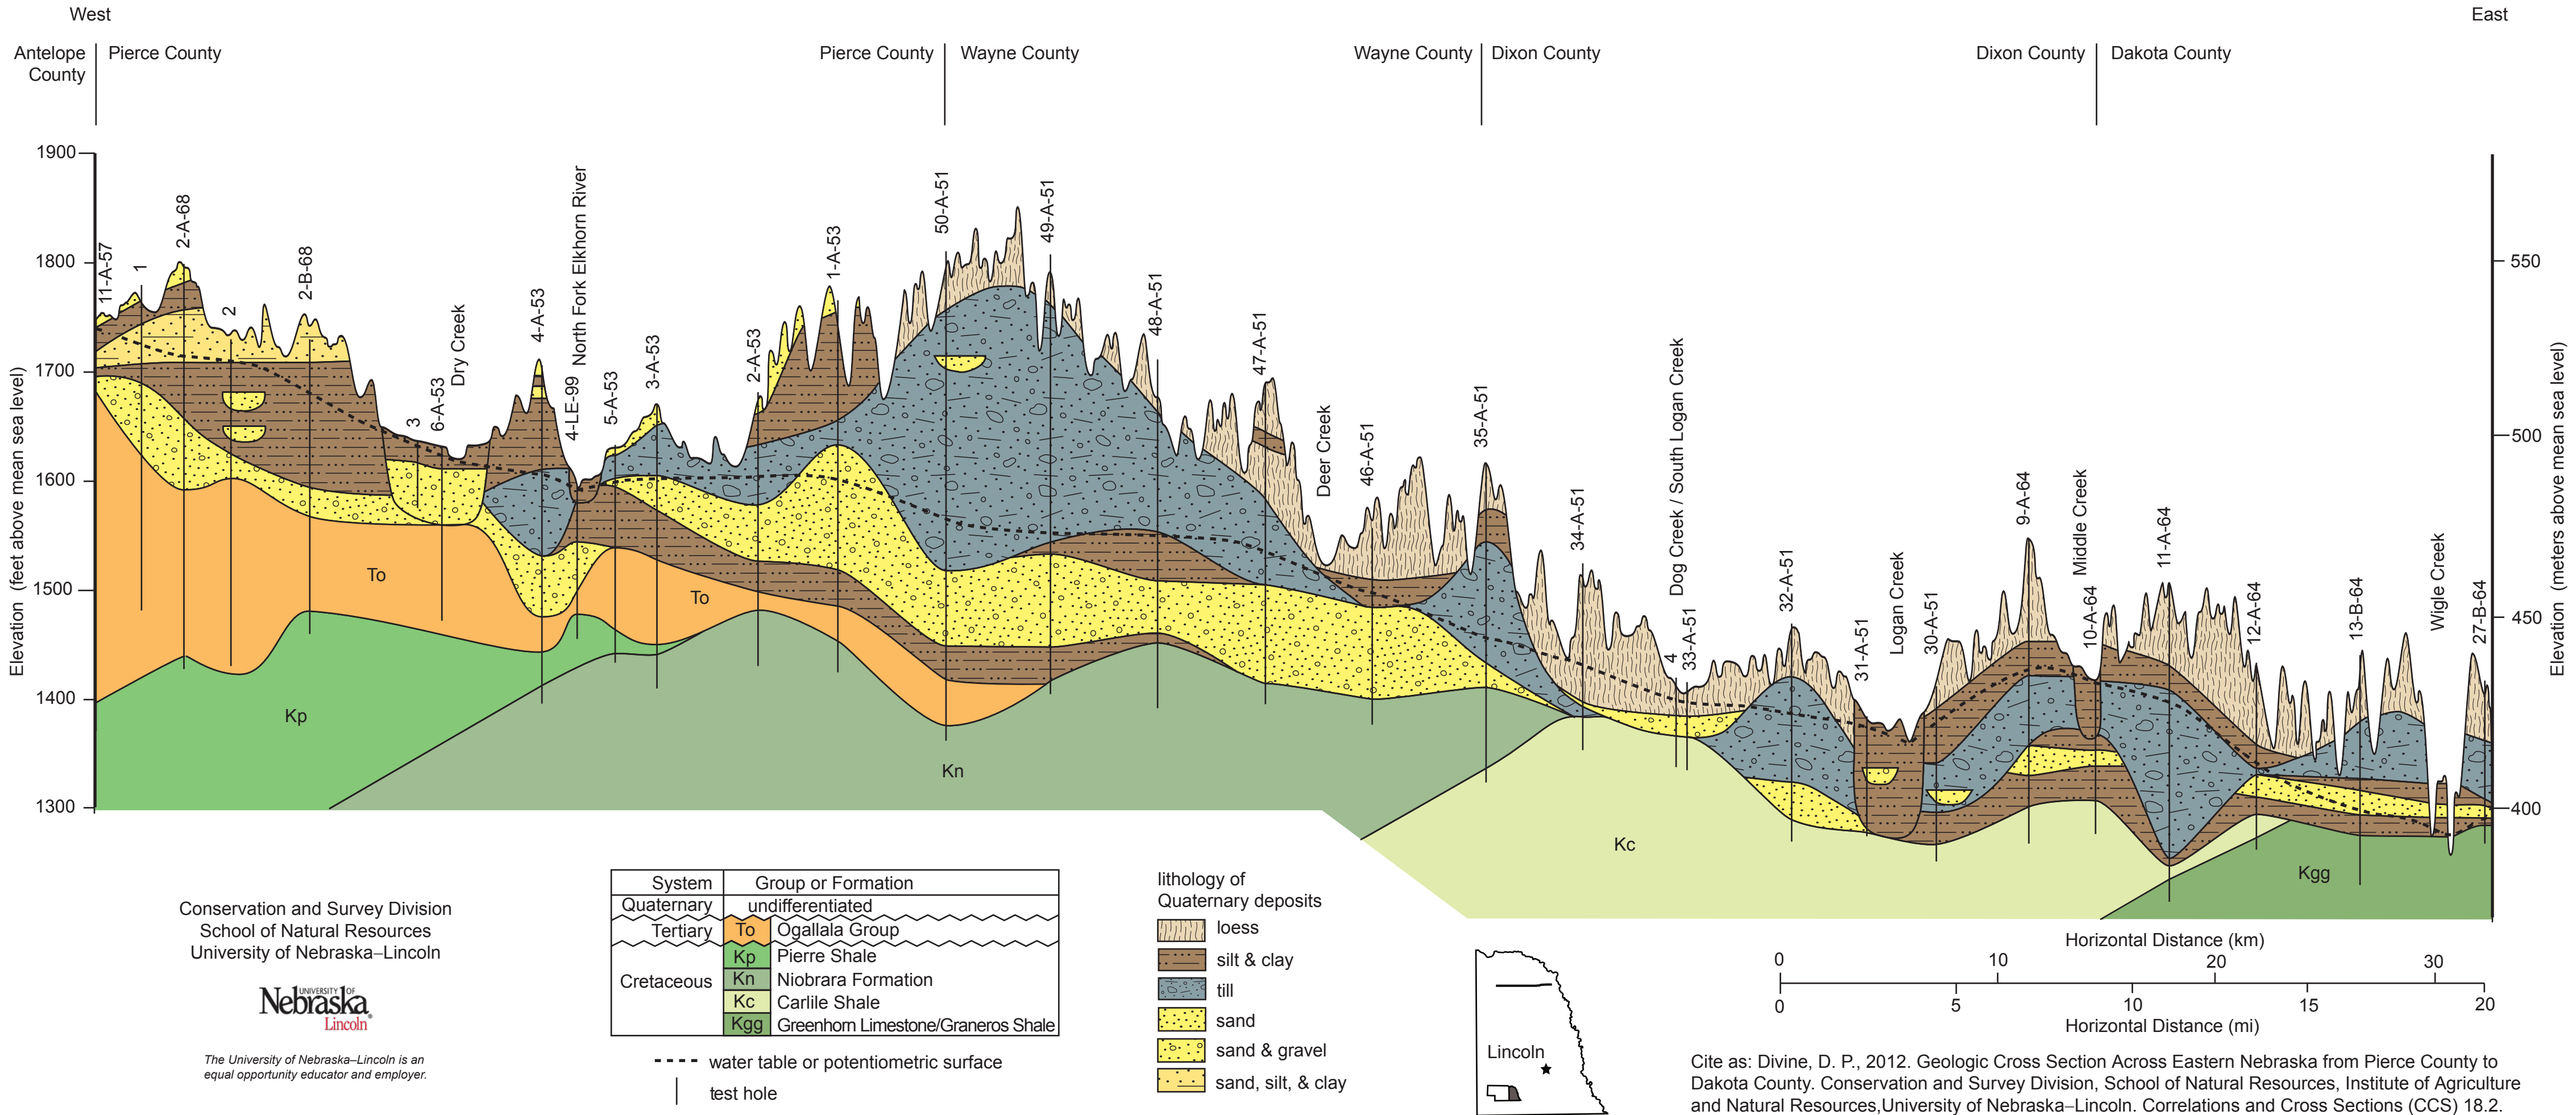 West
East
Antelope
County
Pierce County
Pierce County
Wayne County
Wayne County
Dixon County
Dixon County
Dakota County
1900
1800
1700
1600
1500
1400
1300
Elevation (feet above mean sea level)
550
500
450
400
Elevation (meters above mean sea level)
11-A-57
1
2-A-68
2
2-B-68
3
6-A-53
Dry Creek
4-A-53
4-LE-99
North Fork Elkhorn River
5-A-53
3-A-53
2-A-53
1-A-53
50-A-51
49-A-51
48-A-51
47-A-51
Deer Creek
46-A-51
35-A-51
34-A-51
4
Dog Creek / South Logan Creek
33-A-51
32-A-51
31-A-51
Logan Creek
30-A-51
9-A-64
Middle Creek
10-A-64
11-A-64
12-A-64
13-B-64
Wigle Creek
27-B-64
To
To
Kp
Kn
Kc
Kgg
Conservation and Survey Division
School of Natural Resources
University of Nebraska–Lincoln
UNIVERSITY OF
Nebraska
Lincoln®
The University of Nebraska–Lincoln is an
equal opportunity educator and employer.
System
Group or Formation
Quaternary
undifferentiated
Tertiary
To
Ogallala Group
Cretaceous
Kp
Pierre Shale
Kn
Niobrara Formation
Kc
Carlile Shale
Kgg
Greenhorn Limestone/Graneros Shale
water table or potentiometric surface
test hole
lithology of
Quaternary deposits
loess
silt & clay
till
sand
sand & gravel
sand, silt, & clay
Lincoln
Horizontal Distance (km)
0
10
20
30
0
5
10
15
20
Horizontal Distance (mi)
Cite as: Divine, D. P., 2012. Geologic Cross Section Across Eastern Nebraska from Pierce County to
Dakota County. Conservation and Survey Division, School of Natural Resources, Institute of Agriculture
and Natural Resources,University of Nebraska–Lincoln. Correlations and Cross Sections (CCS) 18.2.